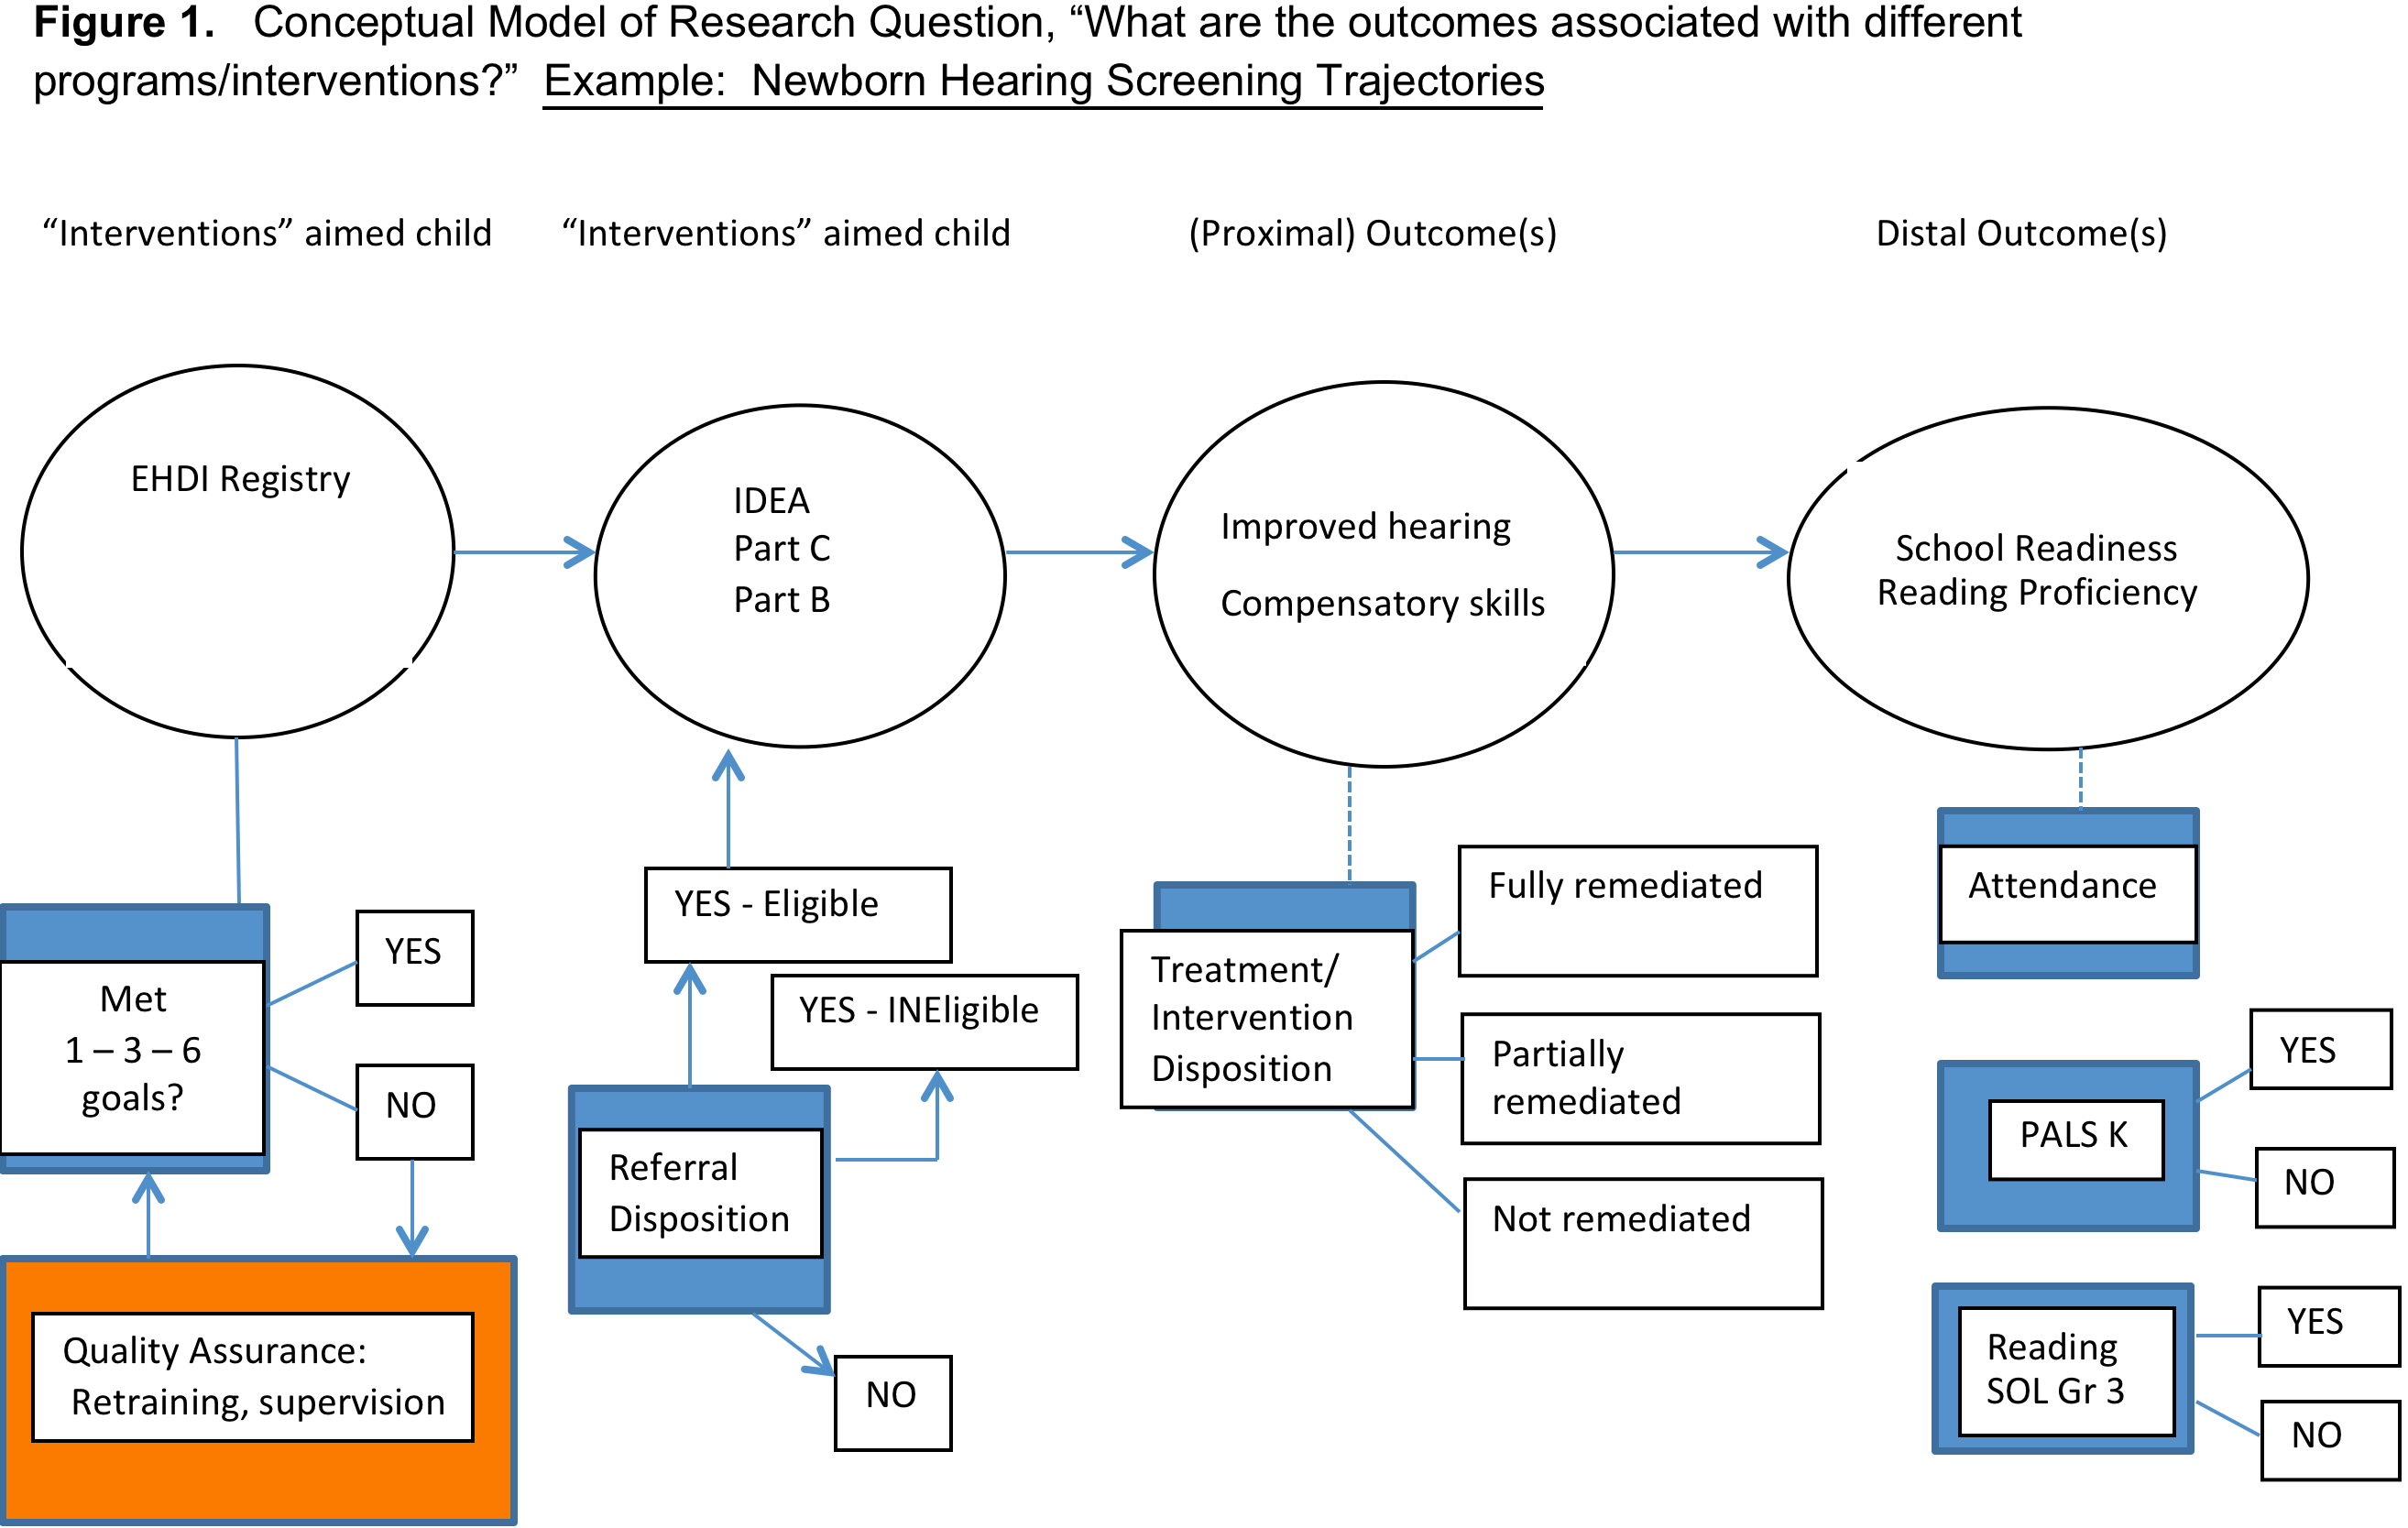 Figure 1. Conceptual Model of Research Question, “What are the outcomes associated with different
programs/interventions?” Example: Newborn Hearing Screening Trajectories
“Interventions” aimed child
“Interventions” aimed child
(Proximal) Outcome(s)
Distal Outcome(s)
EHDI Registry
IDEA
Part C
Part B
Improved hearing
Compensatory skills
School Readiness
Reading Proficiency
Met
1 – 3 – 6
goals?
YES
NO
Quality Assurance:
Retraining, supervision
YES - Eligible
YES - INEligible
Referral
Disposition
NO
Treatment/
Intervention
Disposition
Fully remediated
Partially
remediated
Not remediated
Attendance
PALS K
YES
NO
Reading
SOL Gr 3
YES
NO